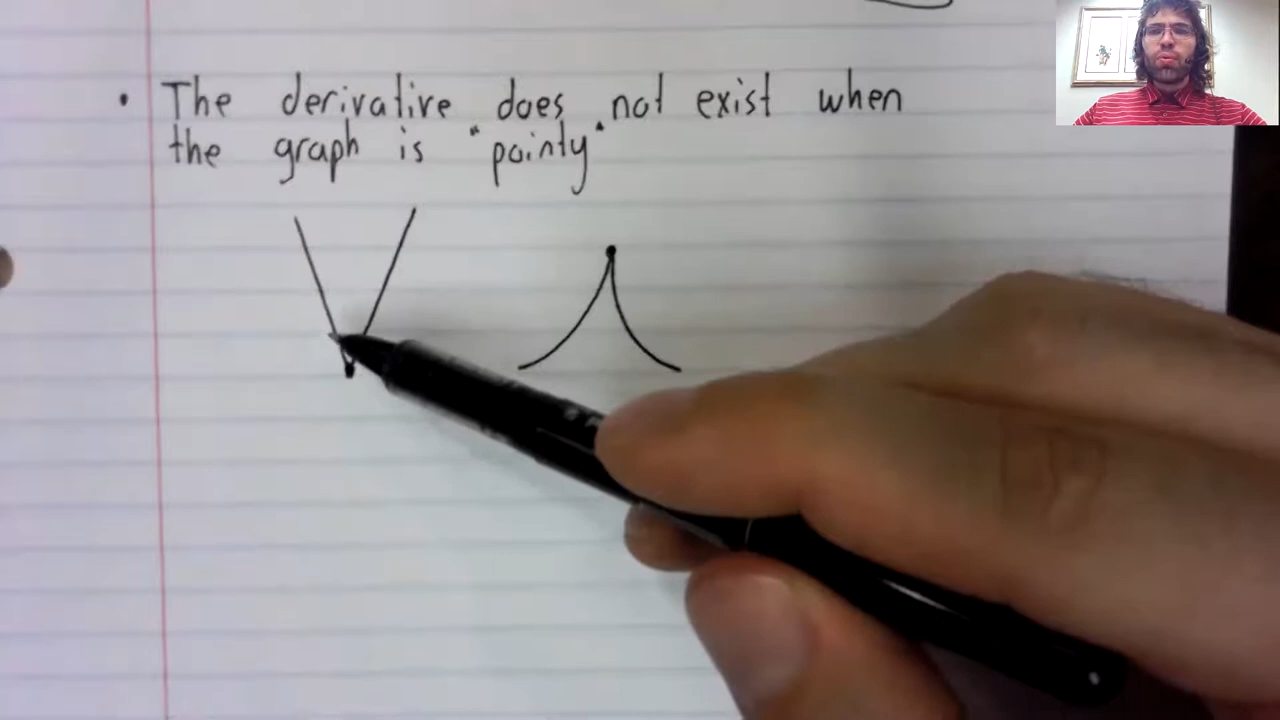 • The derivative does not exist when
the graph is "pointy"